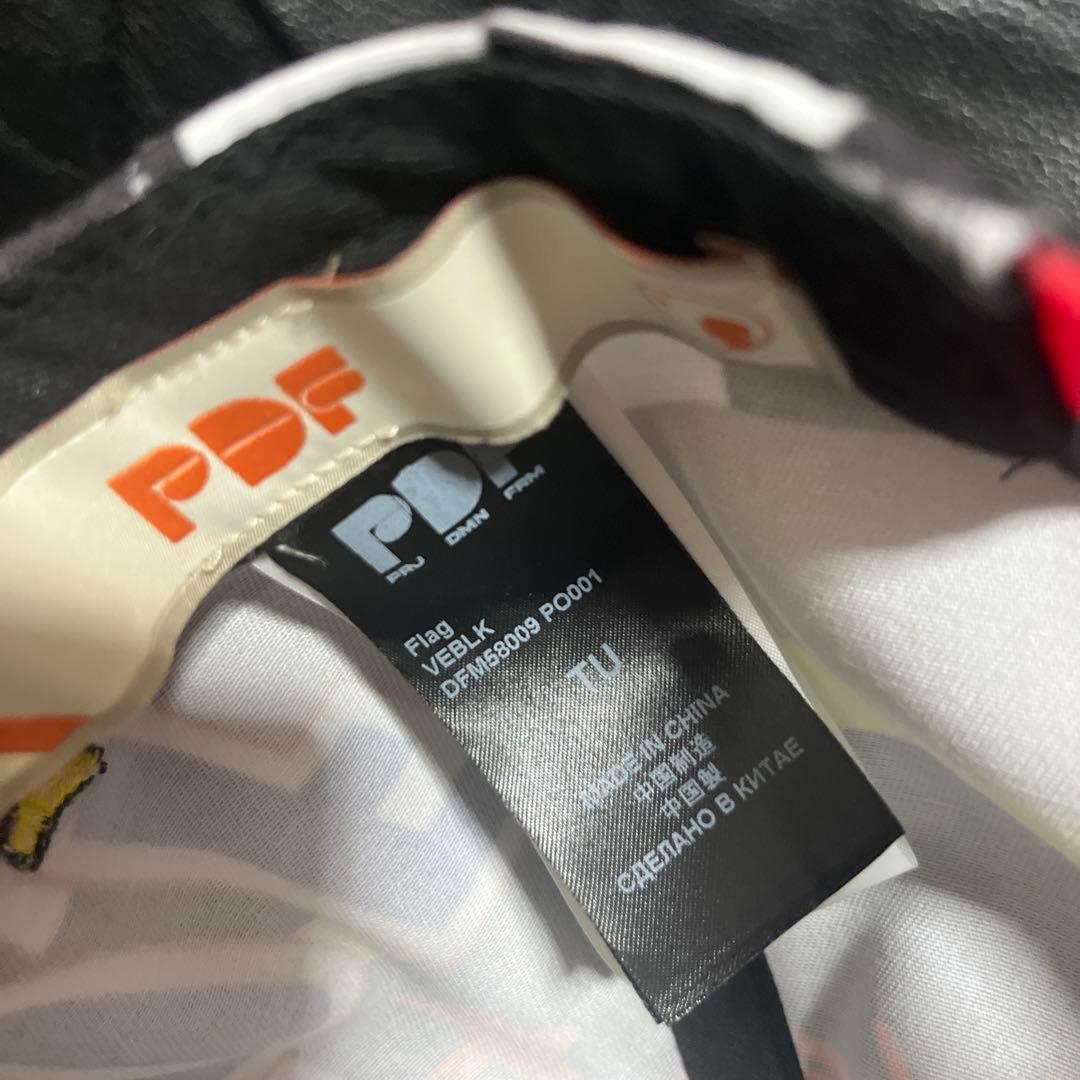 PDF
PDF
PRJ DMN FRM
Flag
VEBLK
DFM58009 PO001
TU
MADE IN CHINA
中国制造
中国製
СДЕЛАНО В КИТАЕ